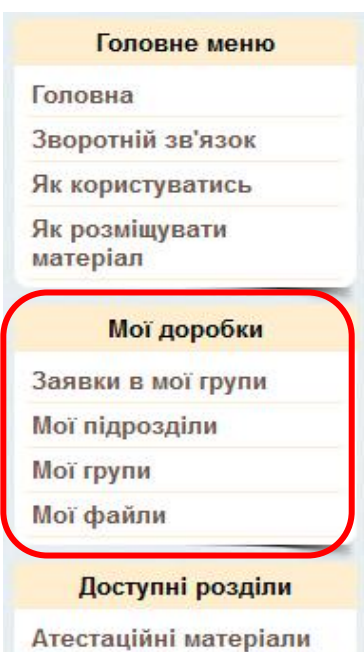 Головне меню
Головна
Зворотній зв'язок
Як користуватись
Як розміщувати
матеріал
Мої доробки
Заявки в мої групи
Мої підрозділи
Мої групи
Мої файли
Доступні розділи
Атестаційні матеріали